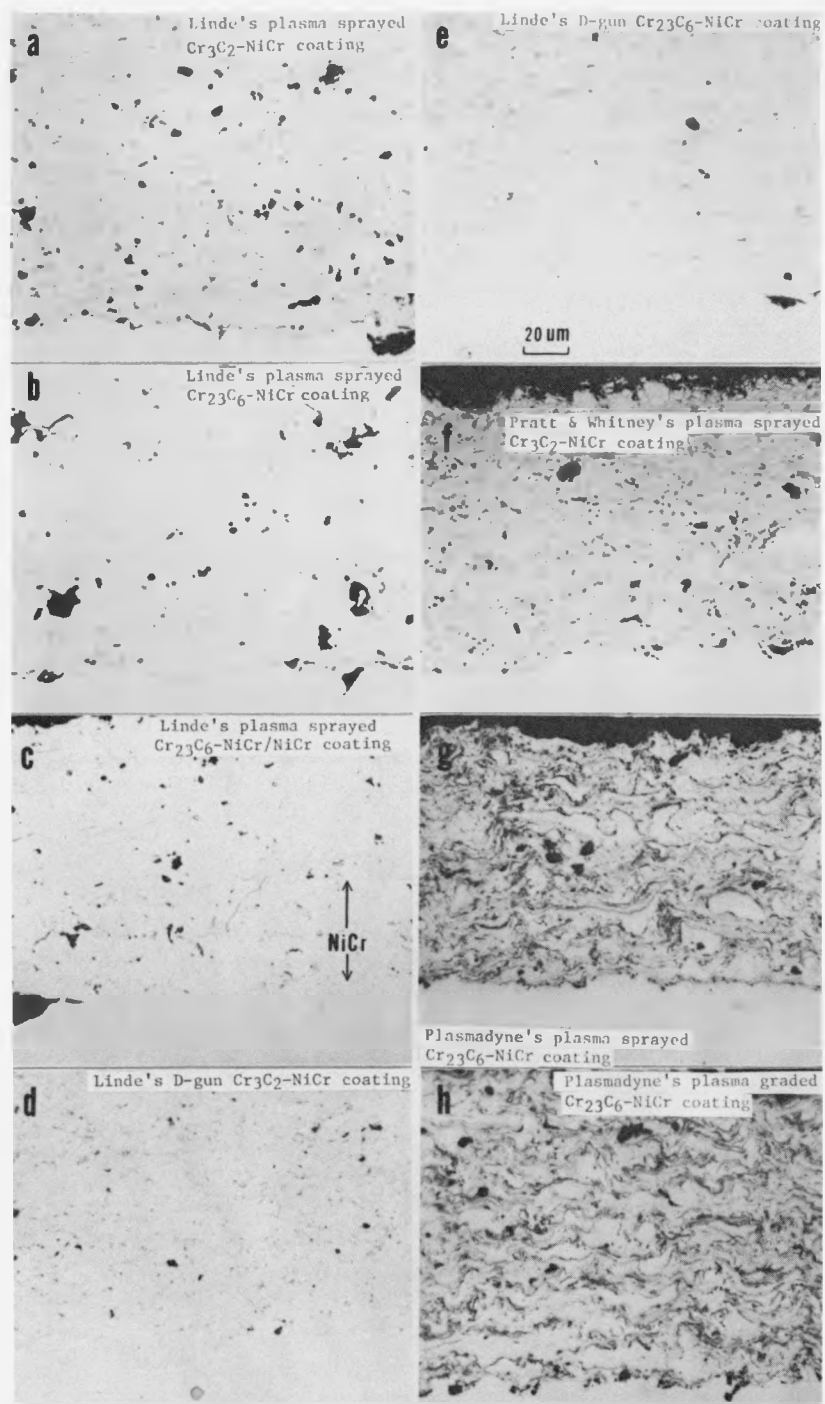 a
Linde's plasma sprayed
Cr3C2-NiCr coating
b
Linde's plasma sprayed
Cr23C6-NiCr coating
c
Linde's plasma sprayed
Cr23C6-NiCr/NiCr coating
NiCr
d
Linde's D-gun Cr3C2-NiCr coating
e
Linde's D-gun Cr23C6-NiCr coating
20 um
f
Pratt & Whitney's plasma sprayed
Cr3C2-NiCr coating
g
Plasmadyne's plasma sprayed
Cr23C6-NiCr coating
h
Plasmadyne's plasma graded
Cr23C6-NiCr coating